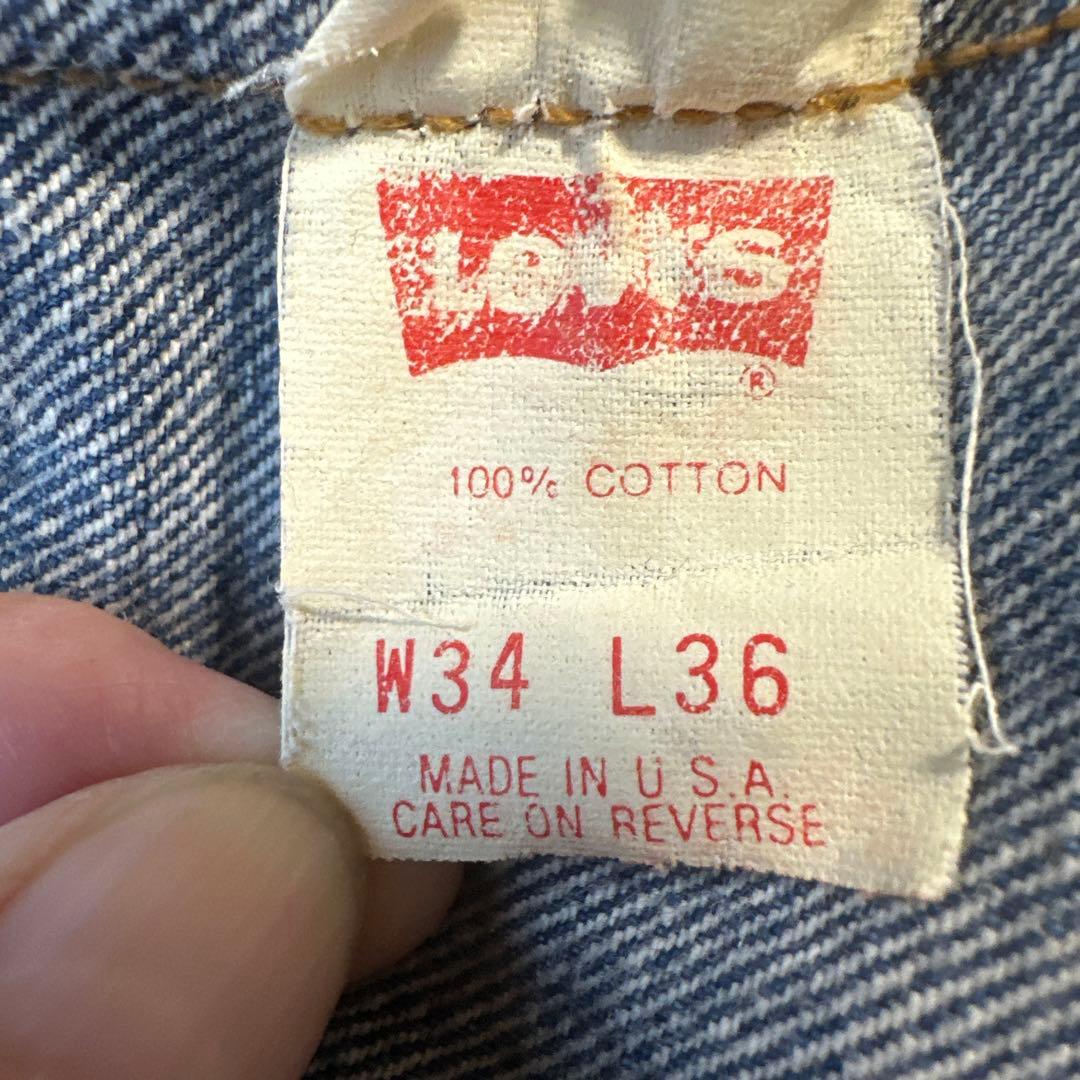 LEVI'S
®
100% COTTON
W34 L36
MADE IN U.S.A.
CARE ON REVERSE